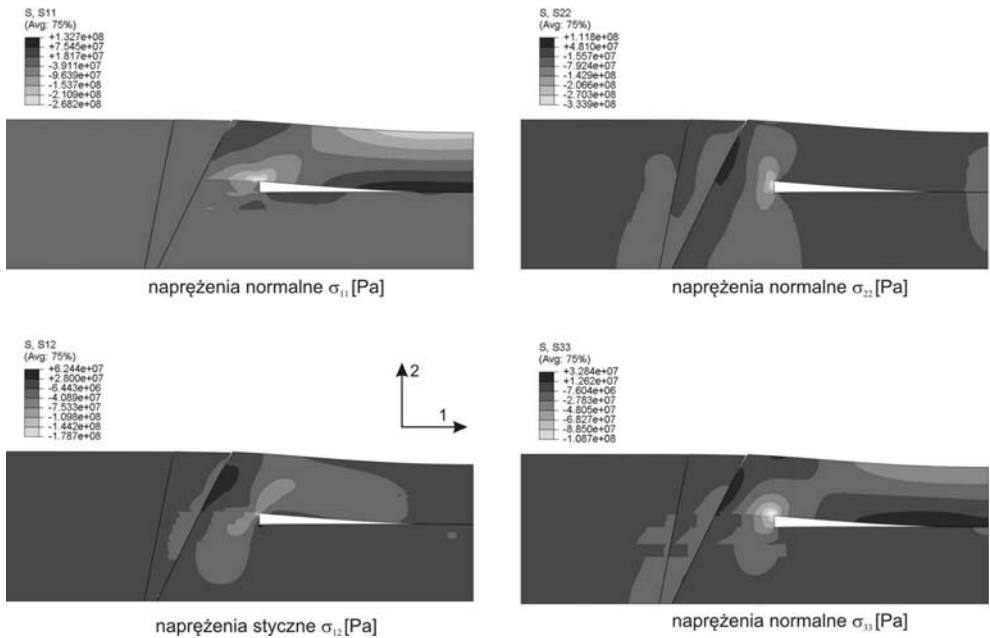 S, S11
(Avg: 75%)
+1.327e+08
+7.545e+07
+1.817e+07
-3.911e+07
-9.639e+07
-1.537e+08
-2.109e+08
-2.682e+08
naprężenia normalne σ11[Pa]
S, S22
(Avg: 75%)
+1.118e+08
+4.810e+07
-1.557e+07
-7.924e+07
-1.429e+08
-2.066e+08
-2.703e+08
-3.339e+08
naprężenia normalne σ22[Pa]
S, S12
(Avg: 75%)
+6.244e+07
+2.800e+07
-6.443e+06
-4.089e+07
-7.533e+07
-1.098e+08
-1.442e+08
-1.787e+08
2
1
naprężenia styczne σ12[Pa]
S, S33
(Avg: 75%)
+3.284e+07
+1.262e+07
-7.604e+06
-2.783e+07
-4.805e+07
-6.827e+07
-8.850e+07
-1.087e+08
naprężenia normalne σ33[Pa]